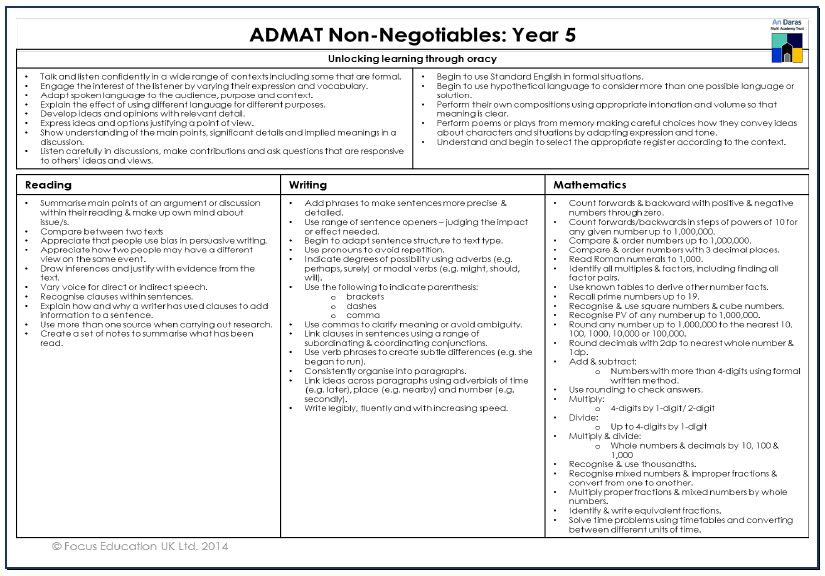 ADMAT Non-Negotiables: Year 5
An Daras
Multi Academy Trust
Unlocking learning through oracy
• Talk and listen confidently in a wide range of contexts including some that are formal.
• Engage the interest of the listener by varying their expression and vocabulary.
• Adapt spoken language to the audience, purpose and context.
• Explain the effect of using different language for different purposes.
• Develop ideas and opinions with relevant detail.
• Express ideas and options justifying a point of view.
• Show understanding of the main points, significant details and implied meanings in a
discussion.
• Listen carefully in discussions, make contributions and ask questions that are responsive
to others' ideas and views.
• Begin to use Standard English in formal situations.
• Begin to use hypothetical language to consider more than one possible language or
solution.
• Perform their own compositions using appropriate intonation and volume so that
meaning is clear.
• Perform poems or plays from memory making careful choices how they convey ideas
about characters and situations by adapting expression and tone.
• Understand and begin to select the appropriate register according to the context.
Reading
• Summarise main points of an argument or discussion
within their reading & make up own mind about
issue/s.
• Compare between two texts
• Appreciate that people use bias in persuasive writing.
• Appreciate how two people may have a different
view on the same event.
• Draw inferences and justify with evidence from the
text.
• Vary voice for direct or indirect speech.
• Recognise clauses within sentences.
• Explain how and why a writer has used clauses to add
information to a sentence.
• Use more than one source when carrying out research.
• Create a set of notes to summarise what has been
read.
Writing
• Add phrases to make sentences more precise &
detailed.
• Use range of sentence openers – judging the impact
or effect needed.
• Begin to adapt sentence structure to text type.
• Use pronouns to avoid repetition.
• Indicate degrees of possibility using adverbs (e.g.
perhaps, surely) or modal verbs (e.g. might, should,
will).
• Use the following to indicate parenthesis:
o brackets
o dashes
o comma
• Use commas to clarify meaning or avoid ambiguity.
• Link clauses in sentences using a range of
subordinating & coordinating conjunctions.
• Use verb phrases to create subtle differences (e.g. she
began to run).
• Consistently organise into paragraphs.
• Link ideas across paragraphs using adverbials of time
(e.g. later), place (e.g. nearby) and number (e.g.
secondly).
• Write legibly, fluently and with increasing speed.
Mathematics
• Count forwards & backward with positive & negative
numbers through zero.
• Count forwards/backwards in steps of powers of 10 for
any given number up to 1,000,000.
• Compare & order numbers up to 1,000,000.
• Compare & order numbers with 3 decimal places.
• Read Roman numerals to 1,000.
• Identify all multiples & factors, including finding all
factor pairs.
• Use known tables to derive other number facts.
• Recall prime numbers up to 19.
• Recognise & use square numbers & cube numbers.
• Recognise PV of any number up to 1,000,000.
• Round any number up to 1,000,000 to the nearest 10,
100, 1000, 10,000 or 100,000.
• Round decimals with 2dp to nearest whole number &
1dp.
• Add & subtract:
o Numbers with more than 4-digits using formal
written method.
• Use rounding to check answers.
• Multiply:
o 4-digits by 1-digit/ 2-digit
• Divide:
o Up to 4-digits by 1-digit
• Multiply & divide:
o Whole numbers & decimals by 10, 100 &
1,000
• Recognise & use thousandths.
• Recognise mixed numbers & improper fractions &
convert from one to another.
• Multiply proper fractions & mixed numbers by whole
numbers.
• Identify & write equivalent fractions.
• Solve time problems using timetables and converting
between different units of time.
© Focus Education UK Ltd. 2014